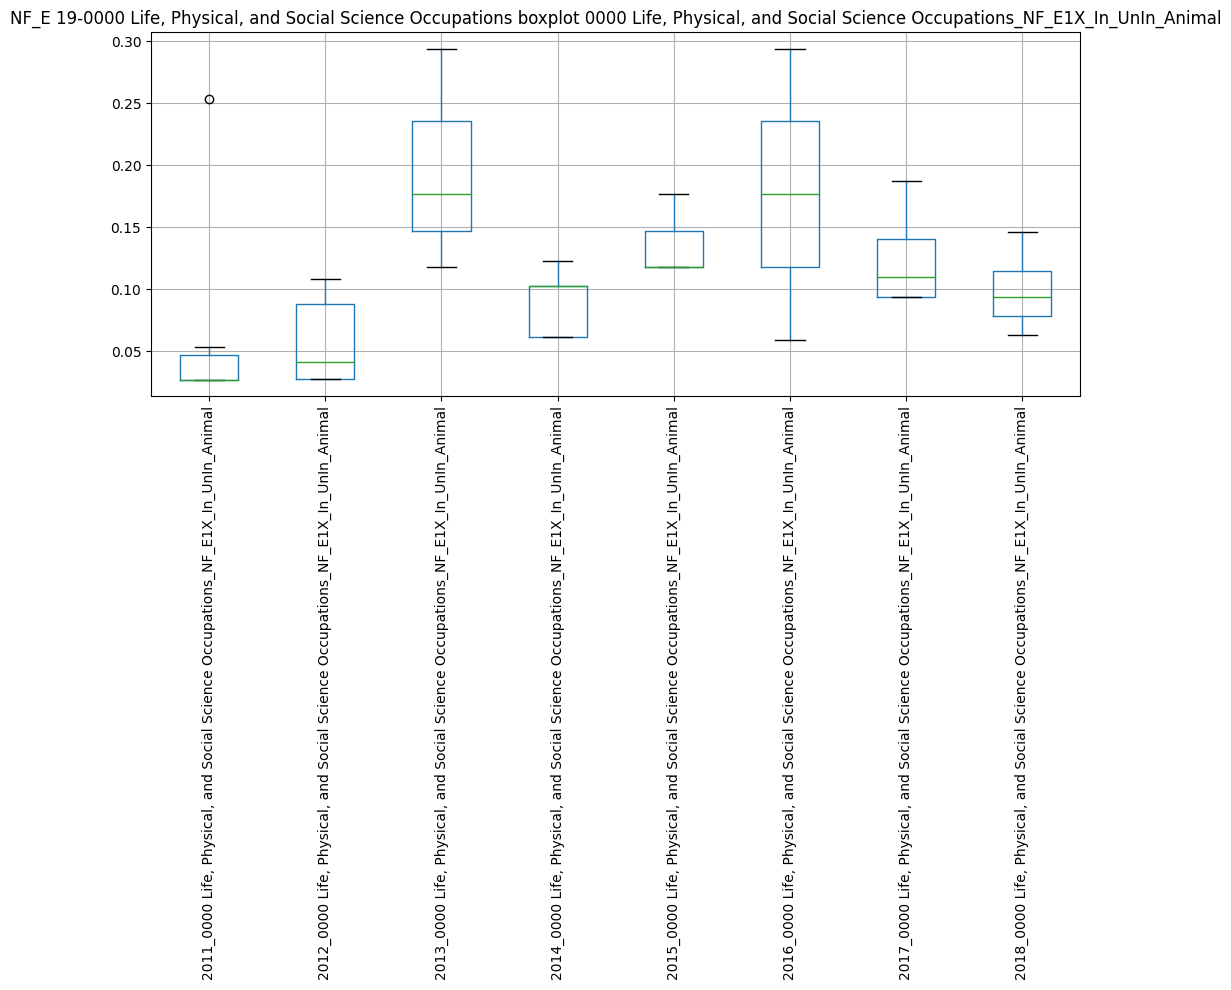 NF_E 19-0000 Life, Physical, and Social Science Occupations boxplot 0000 Life, Physical, and Social Science Occupations_NF_E1X_In_UnIn_Animal
0.30
0.25
0.20
0.15
0.10
0.05
2011_0000 Life, Physical, and Social Science Occupations_NF_E1X_In_UnIn_Animal
2012_0000 Life, Physical, and Social Science Occupations_NF_E1X_In_UnIn_Animal
2013_0000 Life, Physical, and Social Science Occupations_NF_E1X_In_UnIn_Animal
2014_0000 Life, Physical, and Social Science Occupations_NF_E1X_In_UnIn_Animal
2015_0000 Life, Physical, and Social Science Occupations_NF_E1X_In_UnIn_Animal
2016_0000 Life, Physical, and Social Science Occupations_NF_E1X_In_UnIn_Animal
2017_0000 Life, Physical, and Social Science Occupations_NF_E1X_In_UnIn_Animal
2018_0000 Life, Physical, and Social Science Occupations_NF_E1X_In_UnIn_Animal